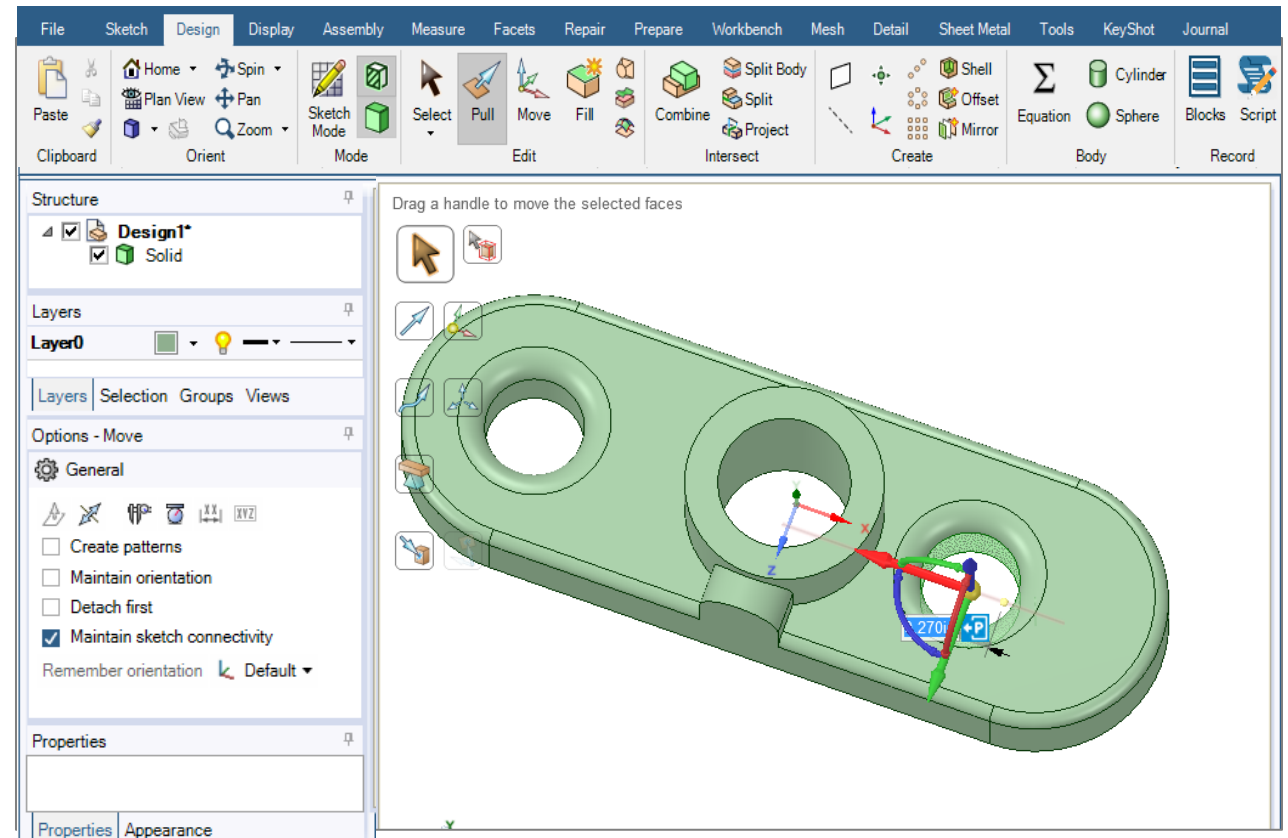 File Sketch Design Display Assembly Measure Facets Repair Prepare Workbench Mesh Detail Sheet Metal Tools KeyShot Journal
Home Spin Split Body Shell Cylinder
Plan View Pan Split Offset
Paste Sketch Mode Select Pull Move Fill Combine Equation Blocks Script
Zoom Project Mirror Sphere
Clipboard Orient Mode Edit Intersect Create Body Record
Structure
Design1*
Solid
Layers
Layer0
Layers Selection Groups Views
Options - Move
General
XX XYZ
Create patterns
Maintain orientation
Detach first
Maintain sketch connectivity
Remember orientation Default
Properties
Properties Appearance
Drag a handle to move the selected faces
Y
X
Z
P
Y